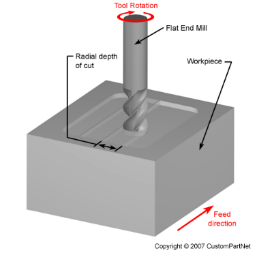 Tool Rotation
Flat End Mill
Radial depth
of cut
Workpiece
Feed
direction
Copyright © 2007 CustomPartNet